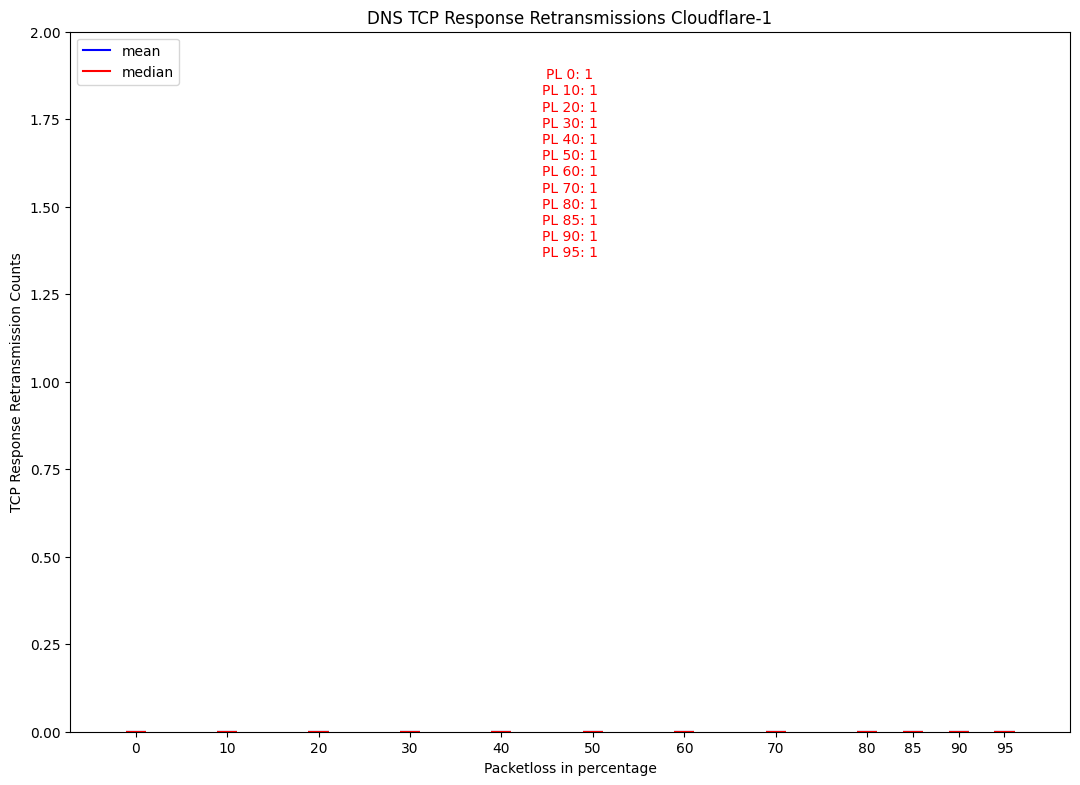 DNS TCP Response Retransmissions Cloudflare-1
mean
median
PL 0: 1
PL 10: 1
PL 20: 1
PL 30: 1
PL 40: 1
PL 50: 1
PL 60: 1
PL 70: 1
PL 80: 1
PL 85: 1
PL 90: 1
PL 95: 1
TCP Response Retransmission Counts
2.00
1.75
1.50
1.25
1.00
0.75
0.50
0.25
0.00
0 10 20 30 40 50 60 70 80 85 90 95
Packetloss in percentage